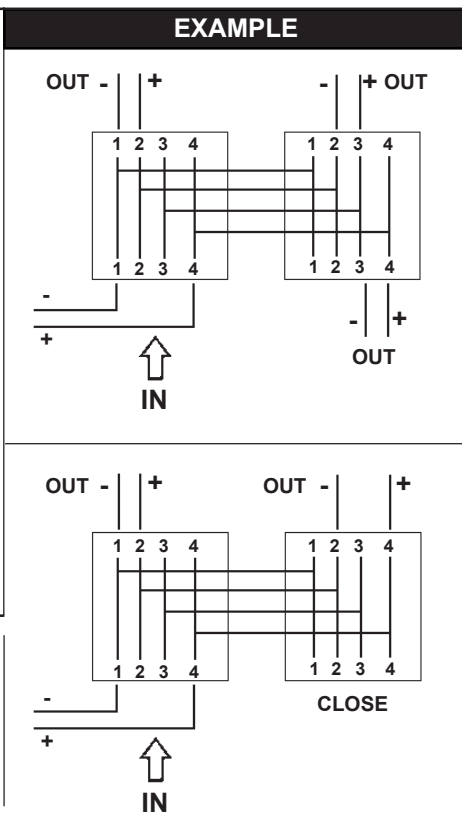 EXAMPLE
OUT - + - + OUT
1 2 3 4 1 2 3 4
1 2 3 4 1 2 3 4
-
+
- +
OUT
IN
OUT - + OUT - +
1 2 3 4 1 2 3 4
1 2 3 4 1 2 3 4
CLOSE
-
+
IN